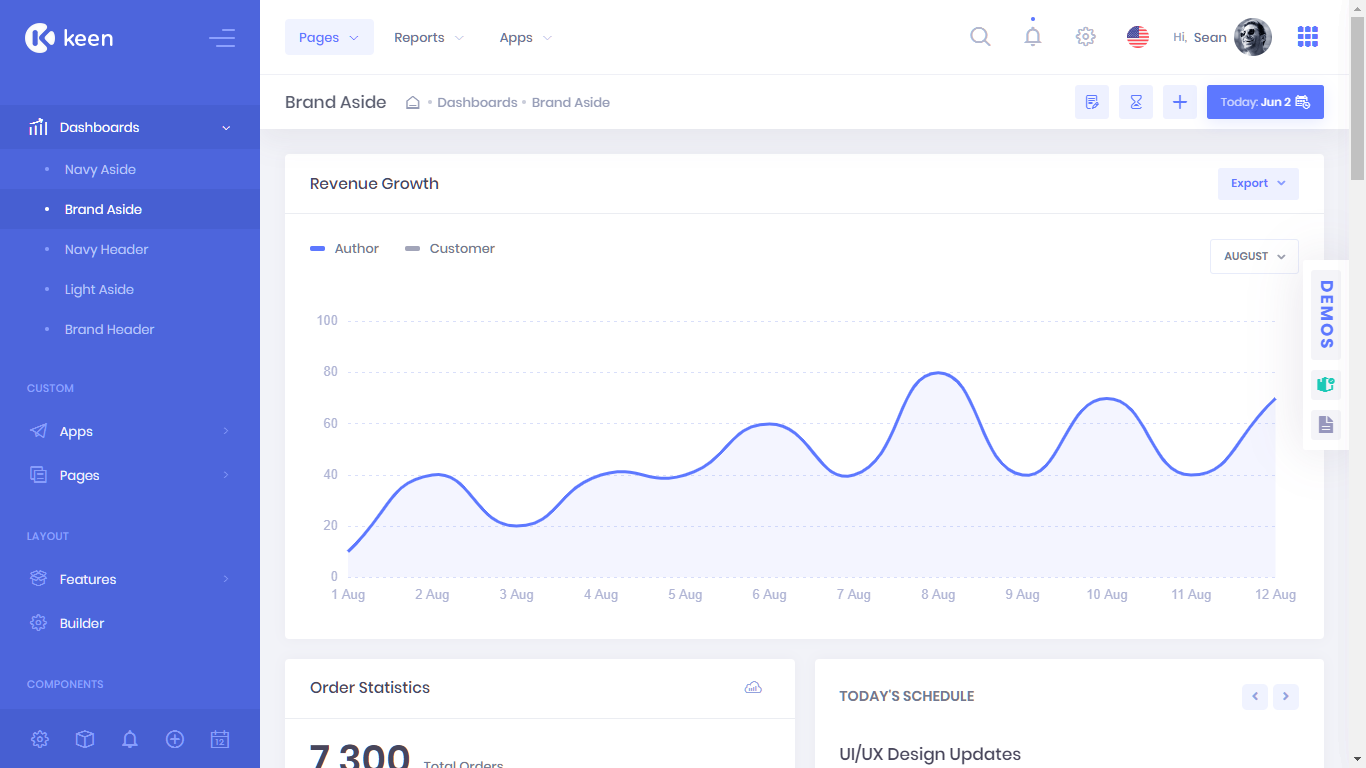 keen
Pages
Reports
Apps
Hi, Sean
Brand Aside
Dashboards
Brand Aside
Today: Jun 2
Dashboards
Navy Aside
Brand Aside
Navy Header
Light Aside
Brand Header
CUSTOM
Apps
Pages
LAYOUT
Features
Builder
COMPONENTS
12
Revenue Growth
Export
Author
Customer
AUGUST
100
80
60
40
20
0
1 Aug
2 Aug
3 Aug
4 Aug
5 Aug
6 Aug
7 Aug
8 Aug
9 Aug
10 Aug
11 Aug
12 Aug
DEMOS
Order Statistics
7,300 Total Orders
TODAY'S SCHEDULE
UI/UX Design Updates